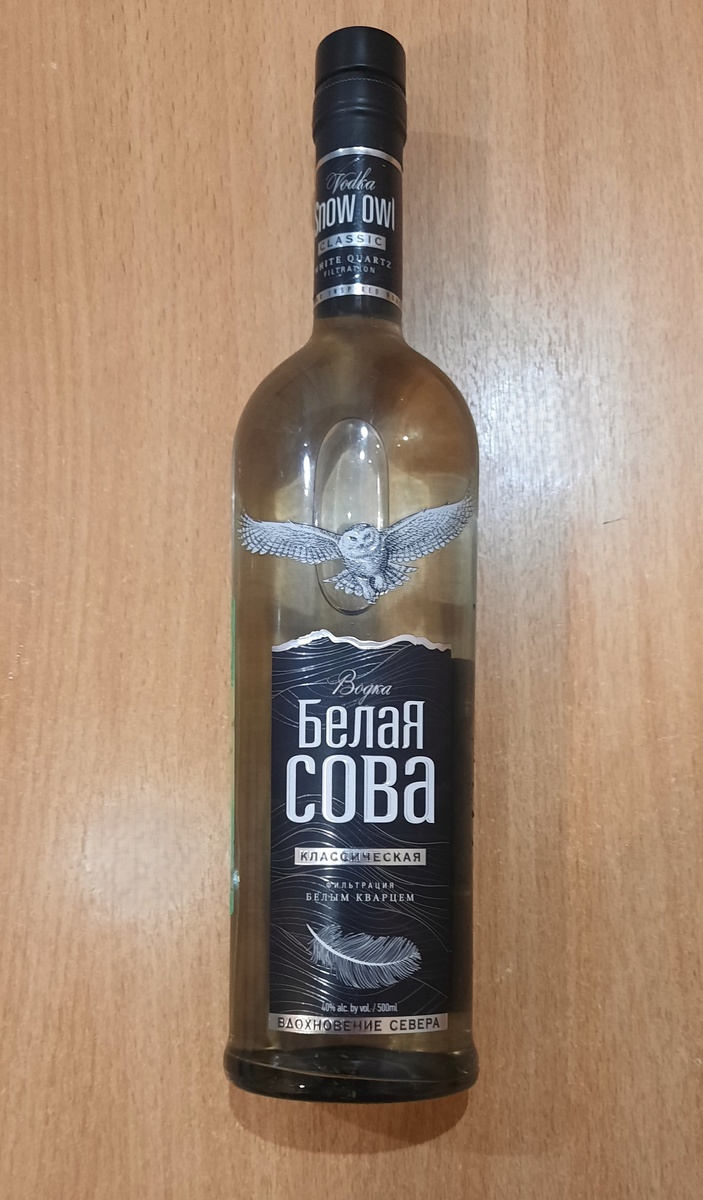 Vodka
Snow owl
CLASSIC
WHITE QUARTZ
FILTRATION
INSPIRED
Водка
Белая
сова
КЛАССИЧЕСКАЯ
ФИЛЬТРАЦИЯ
БЕЛЫМ КВАРЦЕМ
40% alc. by vol. / 500ml
ВДОХНОВЕНИЕ СЕВЕРА